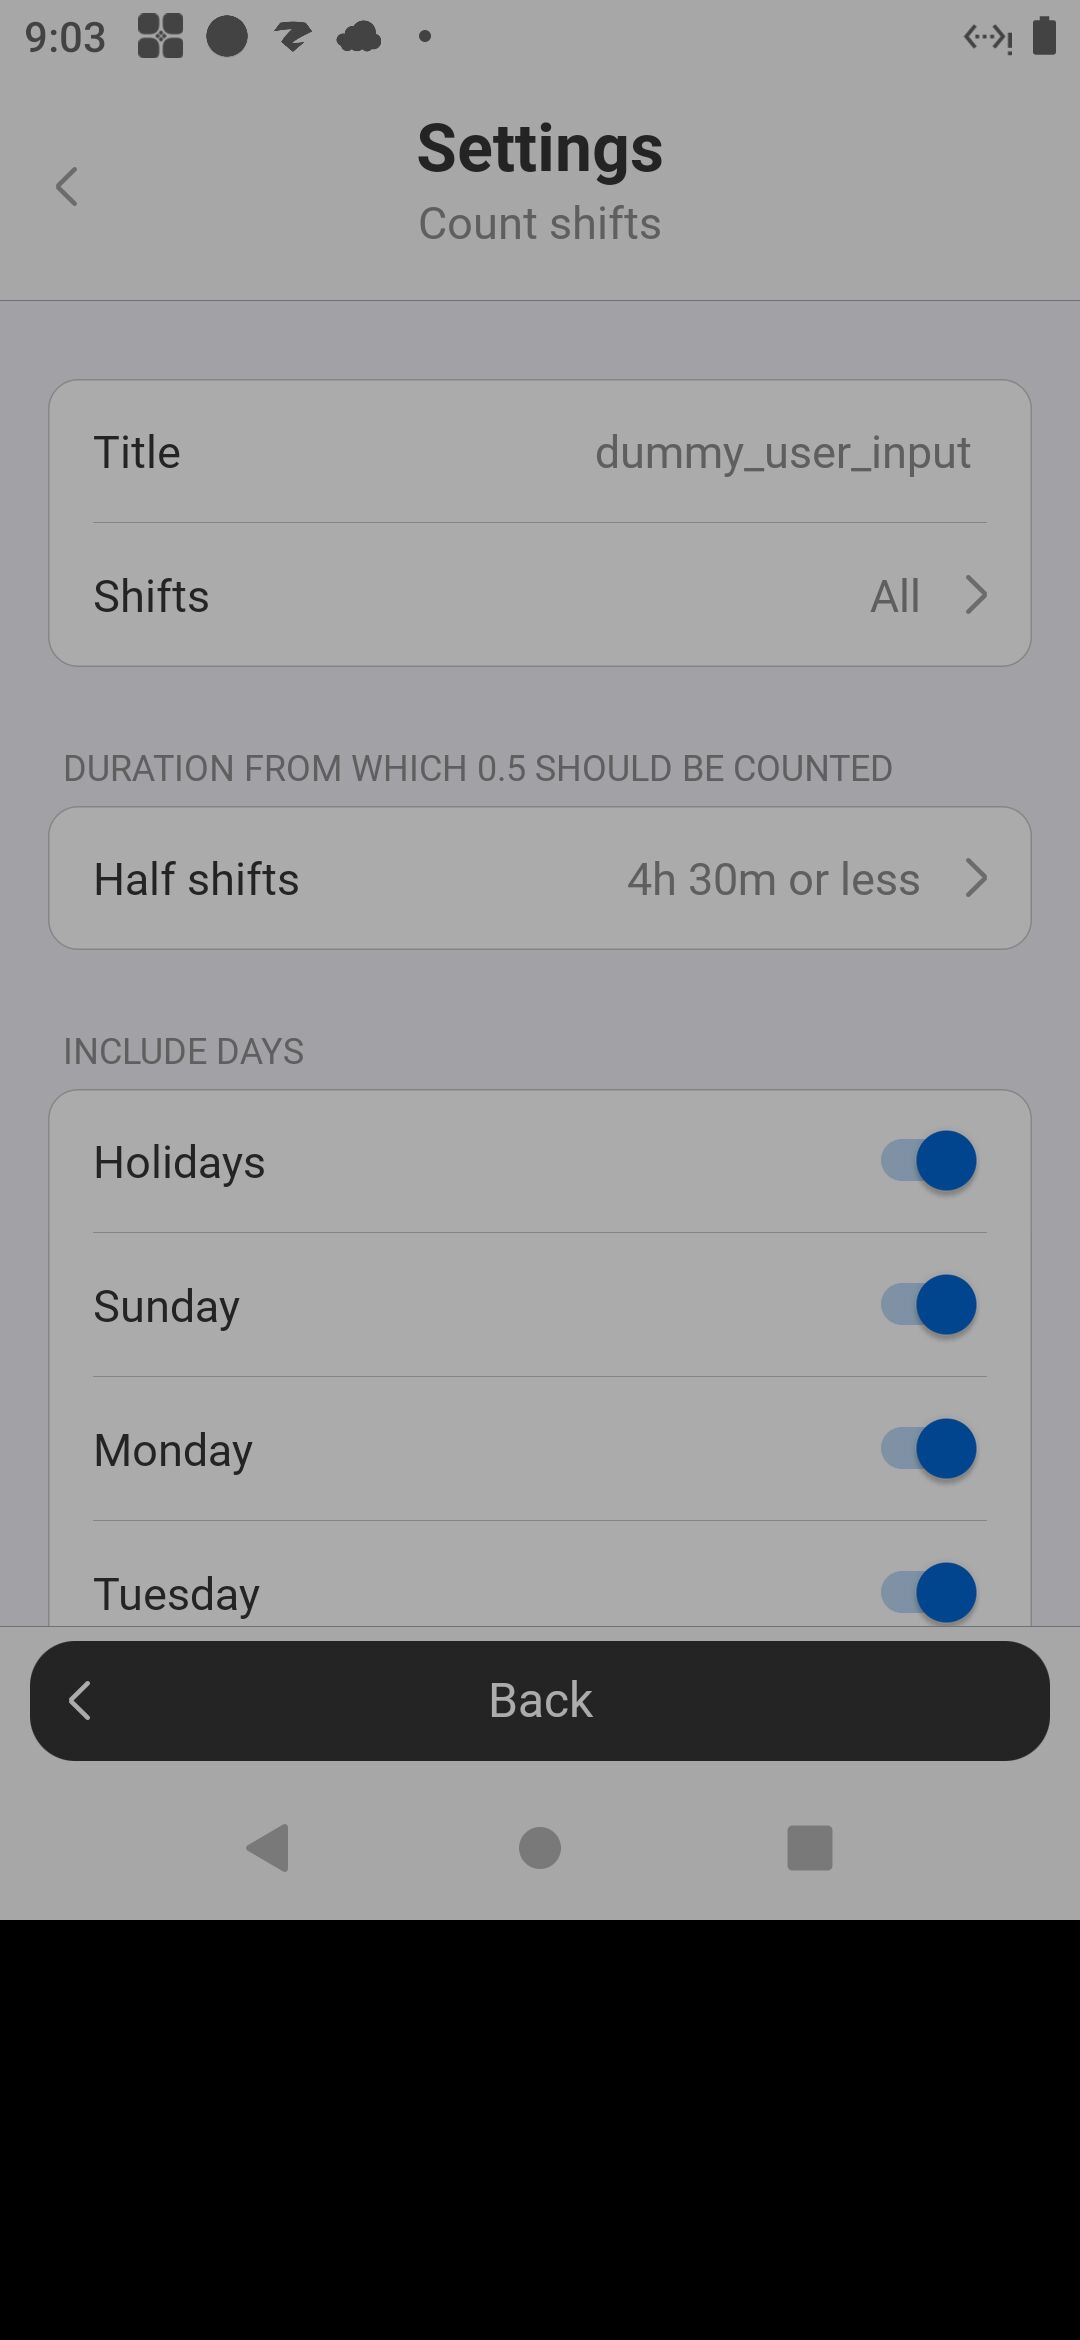 9:03
Settings
Count shifts
Title dummy_user_input
Shifts All
DURATION FROM WHICH 0.5 SHOULD BE COUNTED
Half shifts 4h 30m or less
INCLUDE DAYS
Holidays
Sunday
Monday
Tuesday
Back